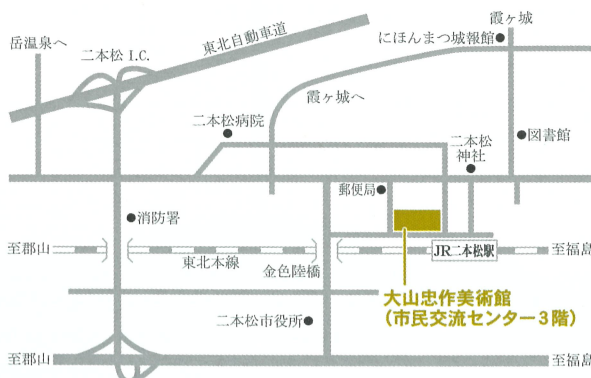 霞ヶ城
岳温泉へ
二本松 I.C.
東北自動車道
にほんまつ城報館
霞ヶ城へ
二本松病院
二本松
神社
図書館
郵便局
消防署
至郡山
東北本線
金色陸橋
JR二本松駅
至福島
大山忠作美術館
(市民交流センター3階)
二本松市役所
至郡山
至福島